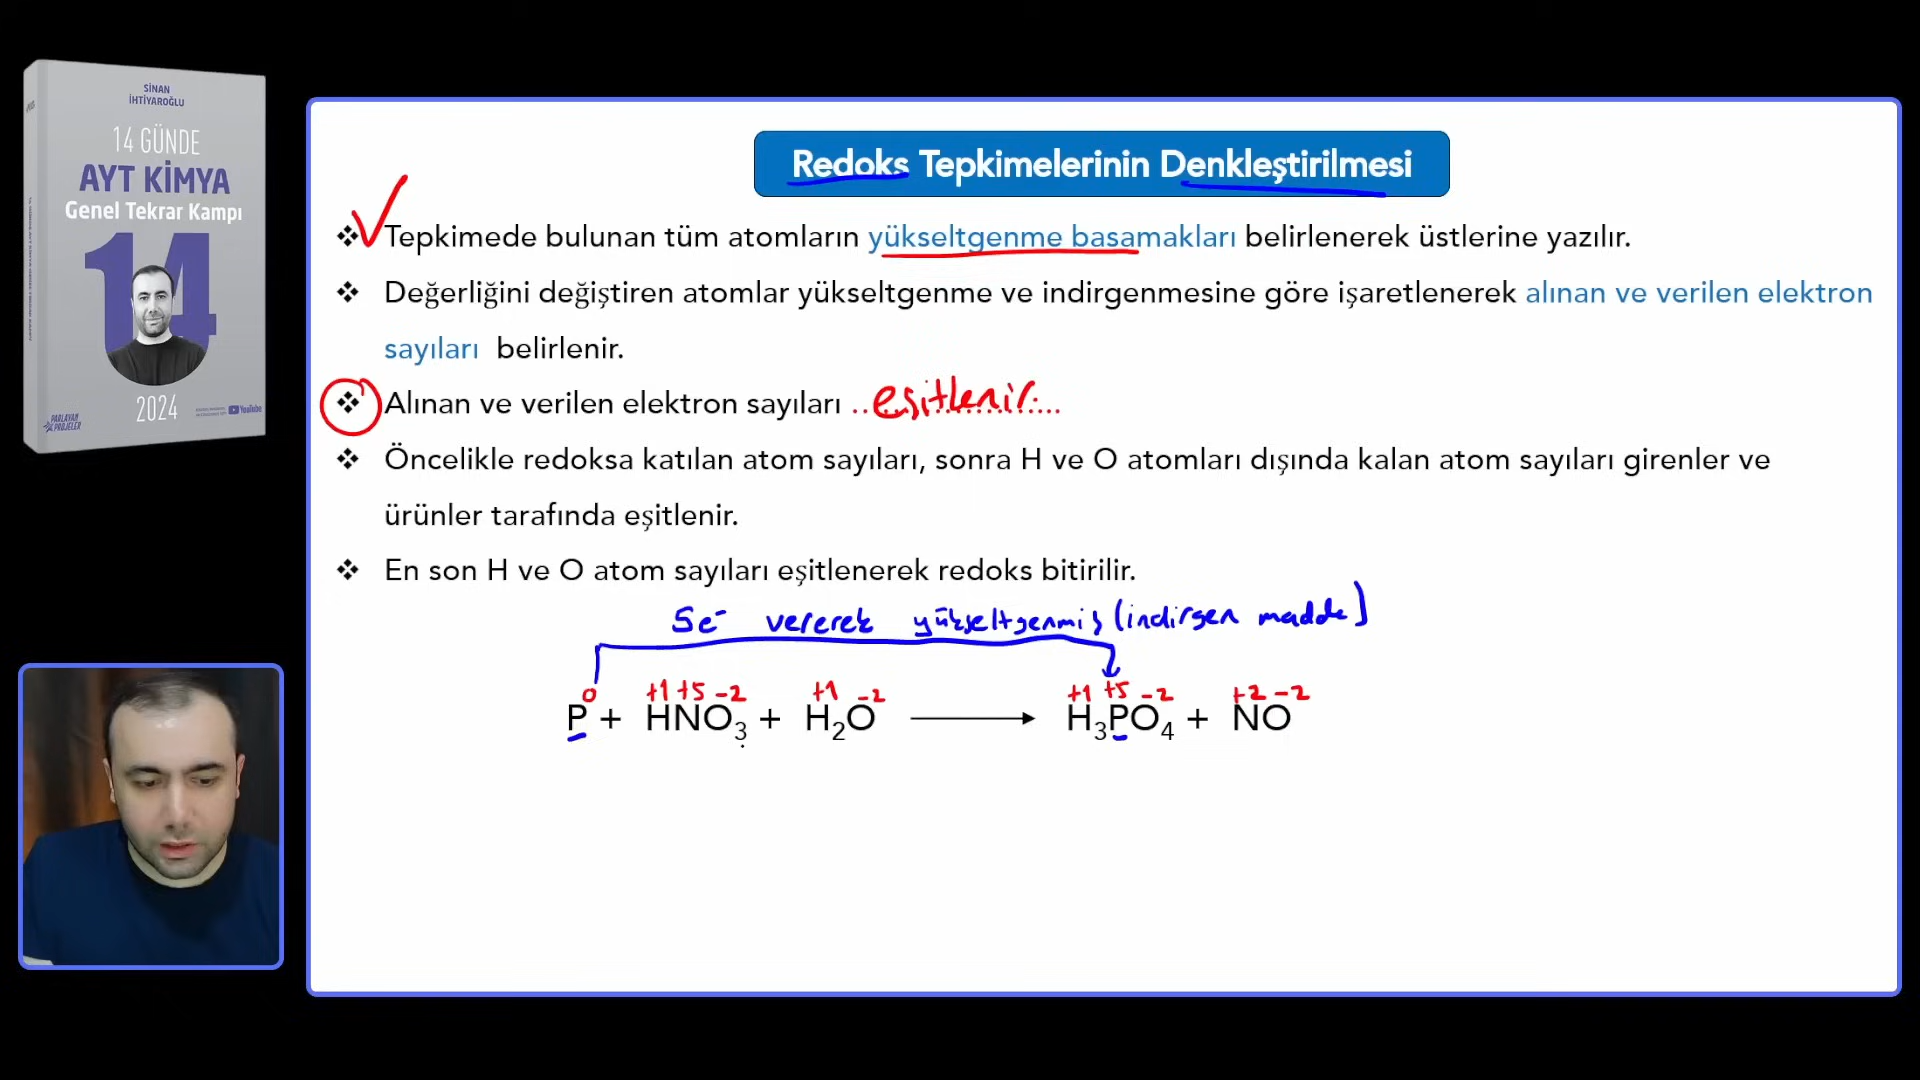 SİNAN
İHTİYAROĞLU
14 GÜNDE
AYT KİMYA
Genel Tekrar Kampı
14
2024
PARLAYAN
PROJELER
YouTube
Redoks Tepkimelerinin Denkleştirilmesi
❖ Tepkimede bulunan tüm atomların yükseltgenme basamakları belirlenerek üstlerine yazılır.
❖ Değerliğini değiştiren atomlar yükseltgenme ve indirgenmesine göre işaretlenerek alınan ve verilen elektron
sayıları belirlenir.
❖ Alınan ve verilen elektron sayıları ..eşitlenir...
❖ Öncelikle redoksa katılan atom sayıları, sonra H ve O atomları dışında kalan atom sayıları girenler ve
ürünler tarafında eşitlenir.
❖ En son H ve O atom sayıları eşitlenerek redoks bitirilir.
5e⁻ vererek yükseltgenmiş (indirgen madde)
0 +1 +5 -2 +1 -2 +1 +5 -2 +2 -2
P + HNO₃ + H₂O ⟶ H₃PO₄ + NO